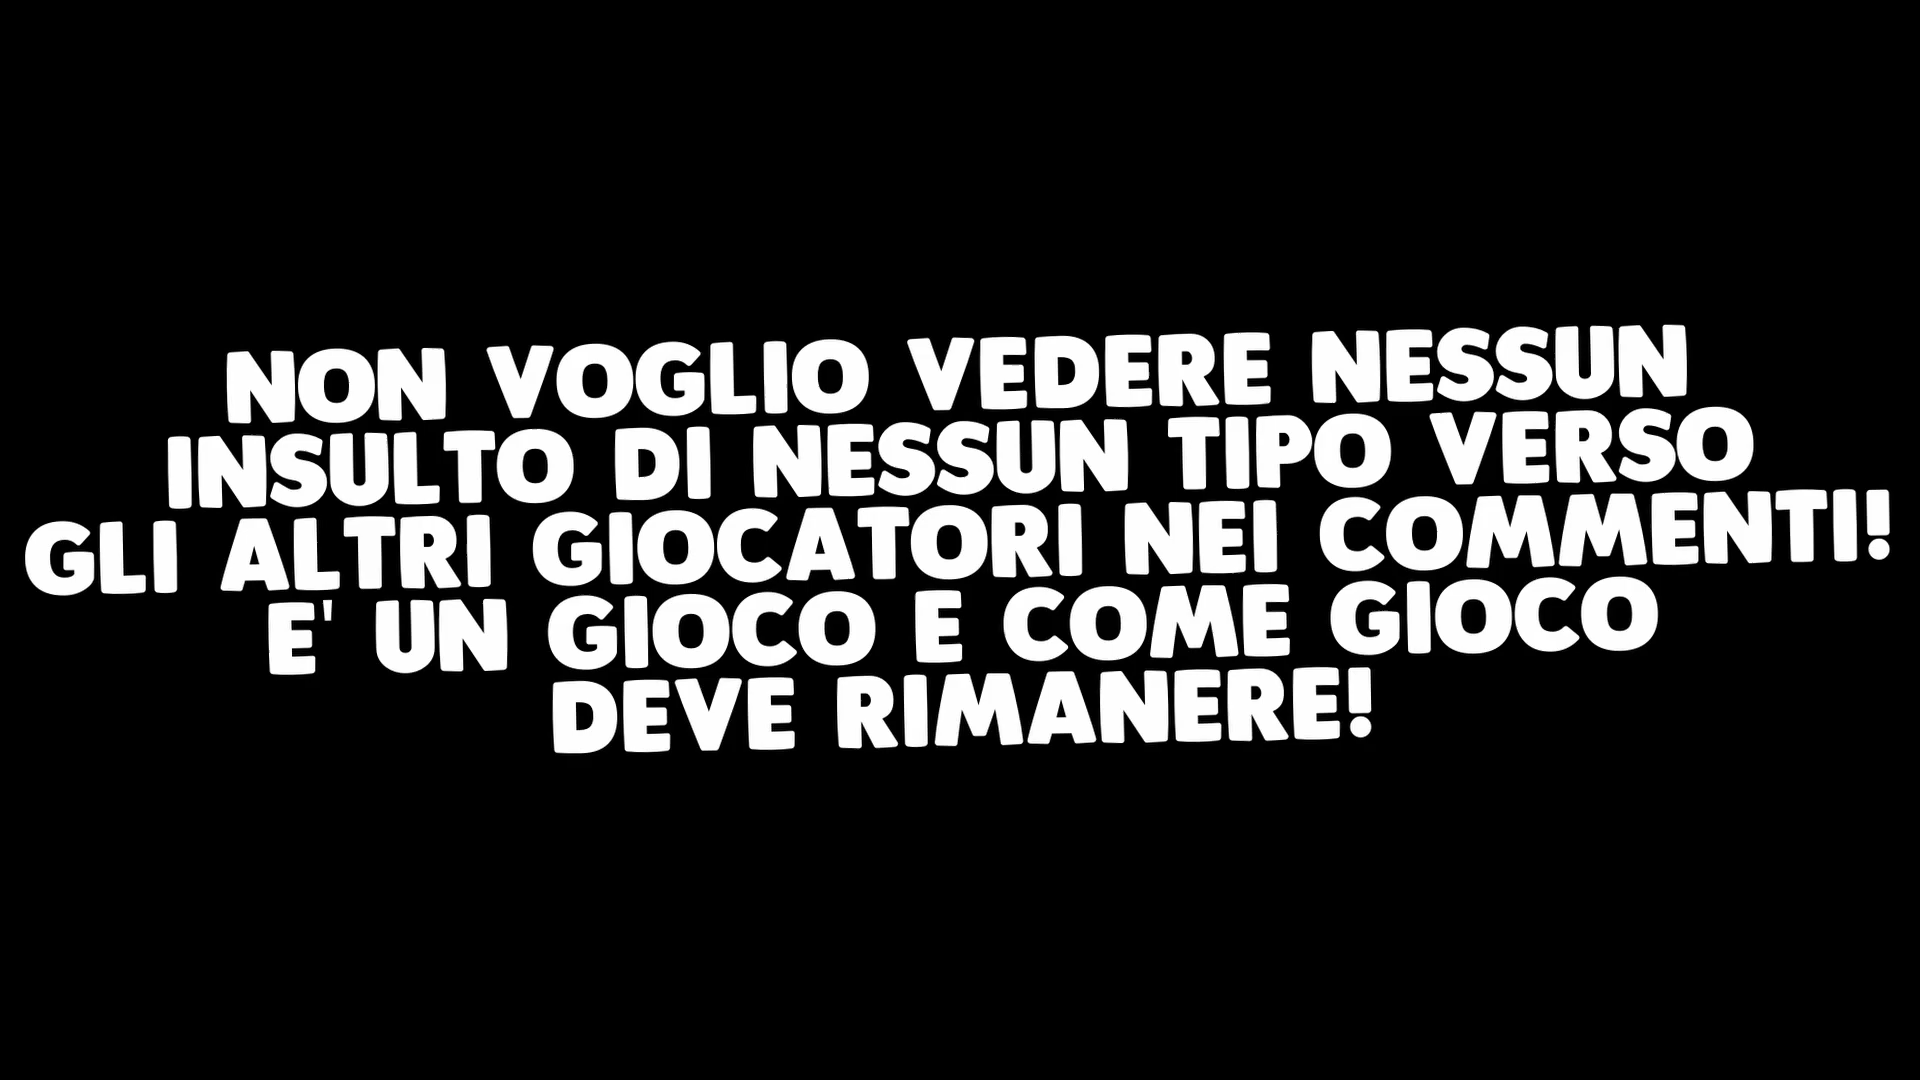 NON VOGLIO VEDERE NESSUN
INSULTO DI NESSUN TIPO VERSO
GLI ALTRI GIOCATORI NEI COMMENTI!
E' UN GIOCO E COME GIOCO
DEVE RIMANERE!